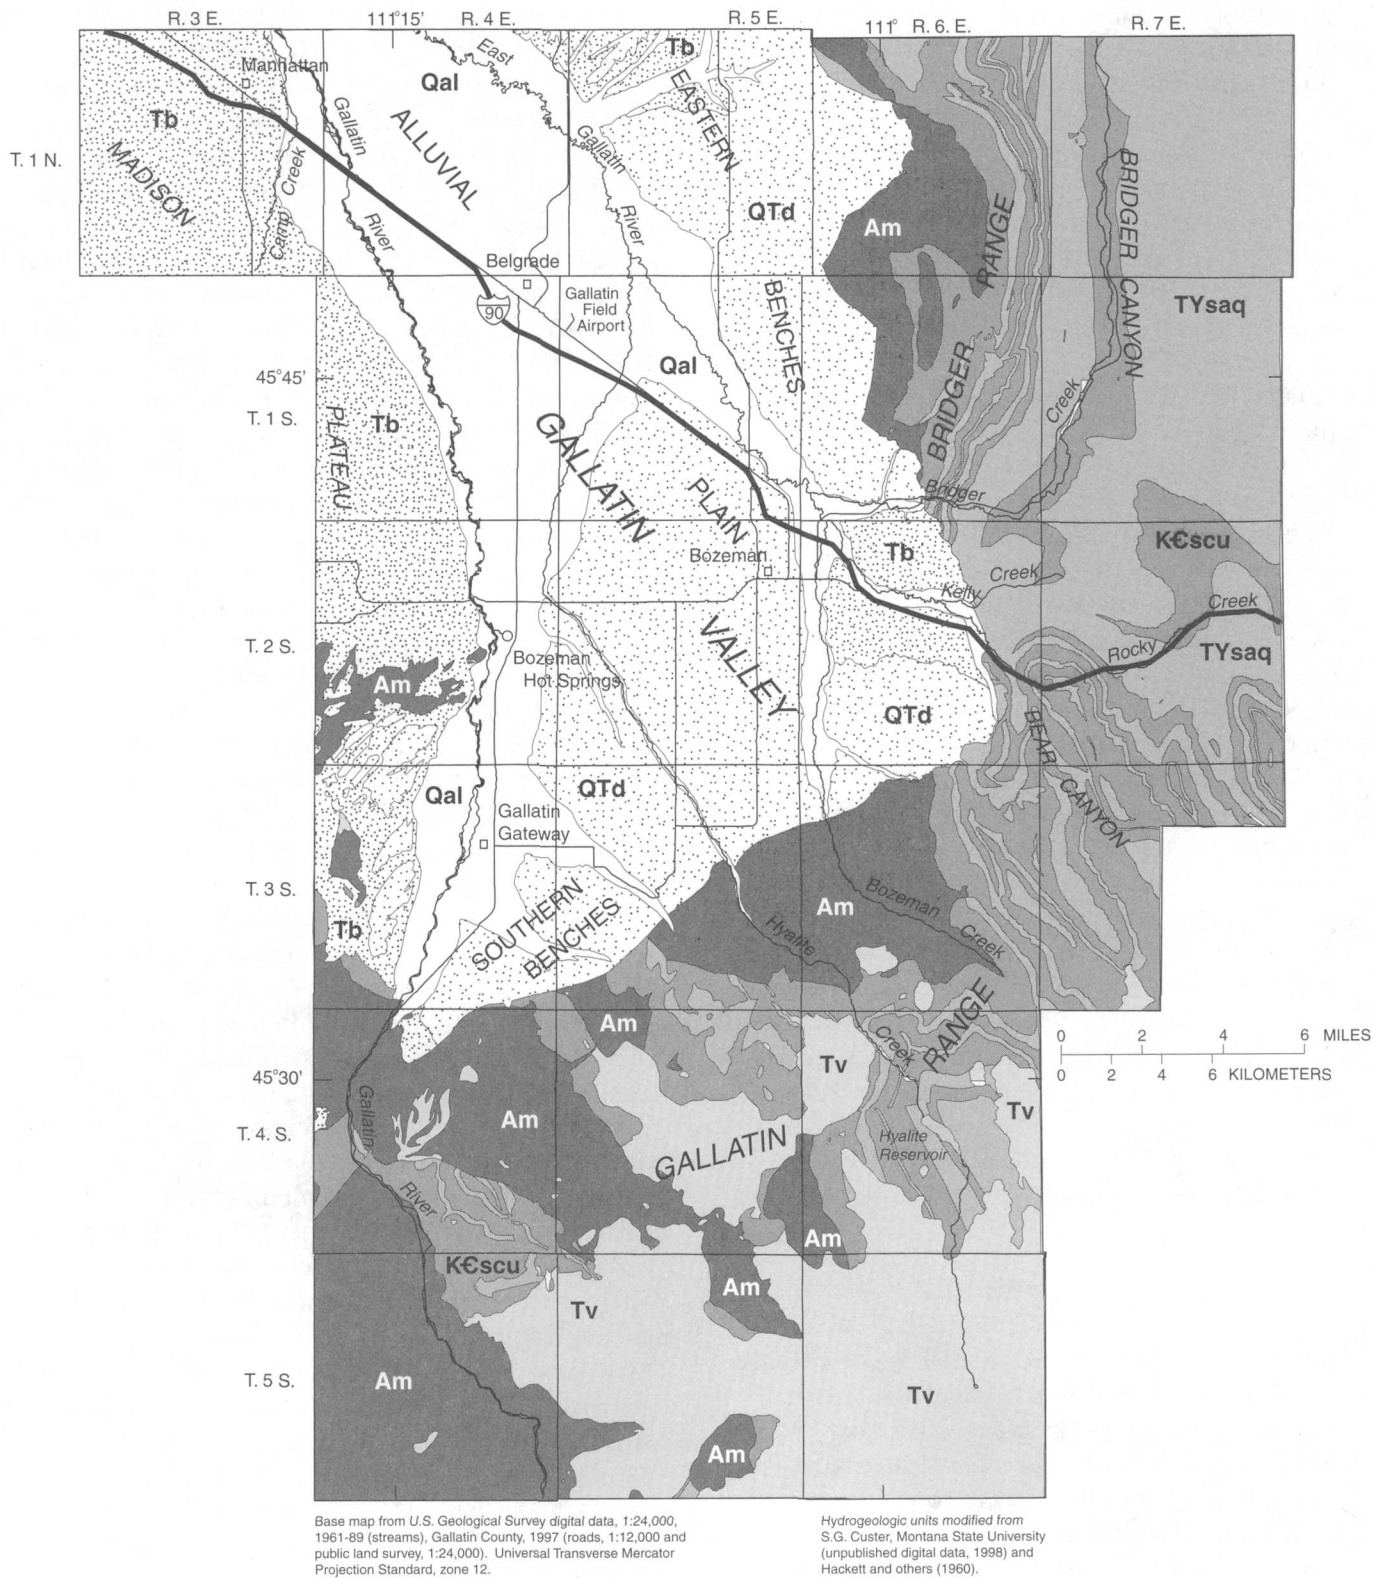 R. 3 E.
111°15'
R. 4 E.
R. 5 E.
111°
R. 6 E.
R. 7 E.
Manhattan
East
Qal
Tb
Tb
EASTERN
Gallatin
ALLUVIAL
Gallatin
T. 1 N.
MADISON
Camp Creek
River
River
QTd
Am
RANGE
BRIDGER CANYON
Belgrade
90
Gallatin
Field
Airport
BENCHES
TYsaq
45°45'
Qal
T. 1 S.
PLATEAU
Tb
BRIDGER
Creek
GALLATIN
PLAIN
Bridger
Bozeman
Tb
KЄscu
Kelly
Creek
Creek
T. 2 S.
VALLEY
Rocky
TYsaq
Bozeman
Hot Springs
Am
QTd
BEAR CANYON
Qal
QTd
Gallatin
Gateway
T. 3 S.
SOUTHERN
BENCHES
Bozeman
Creek
Am
Tb
Hyalite
Creek
RANGE
Am
0 2 4 6 MILES
0 2 4 6 KILOMETERS
45°30'
Tv
Tv
Gallatin
T. 4. S.
Am
GALLATIN
Hyalite
Reservoir
River
Am
KЄscu
Am
Tv
T. 5 S.
Am
Tv
Am
Base map from U.S. Geological Survey digital data, 1:24,000,
1961-89 (streams), Gallatin County, 1997 (roads, 1:12,000 and
public land survey, 1:24,000). Universal Transverse Mercator
Projection Standard, zone 12.
Hydrogeologic units modified from
S.G. Custer, Montana State University
(unpublished digital data, 1998) and
Hackett and others (1960).